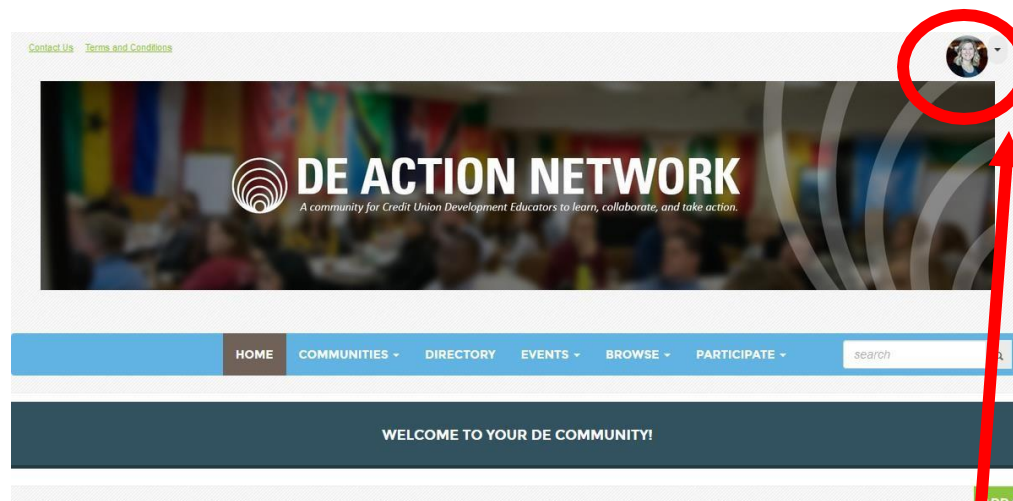 Contact Us Terms and Conditions
DE ACTION NETWORK
A community for Credit Union Development Educators to learn, collaborate, and take action.
HOME COMMUNITIES DIRECTORY EVENTS BROWSE PARTICIPATE search
WELCOME TO YOUR DE COMMUNITY!